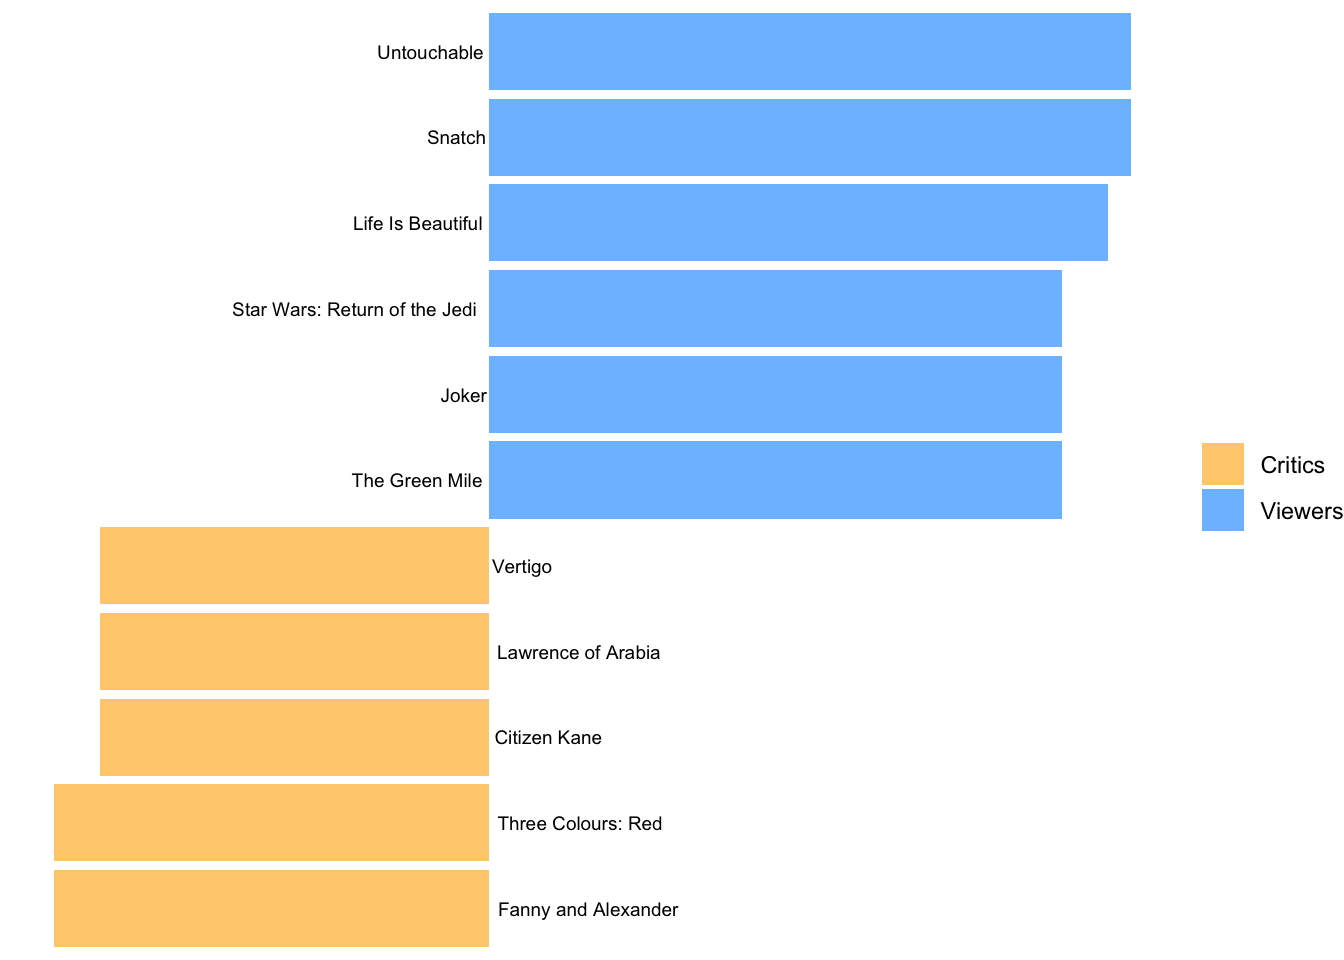 Untouchable
Snatch
Life Is Beautiful
Star Wars: Return of the Jedi
Joker
The Green Mile
Vertigo
Lawrence of Arabia
Citizen Kane
Three Colours: Red
Fanny and Alexander
Critics
Viewers